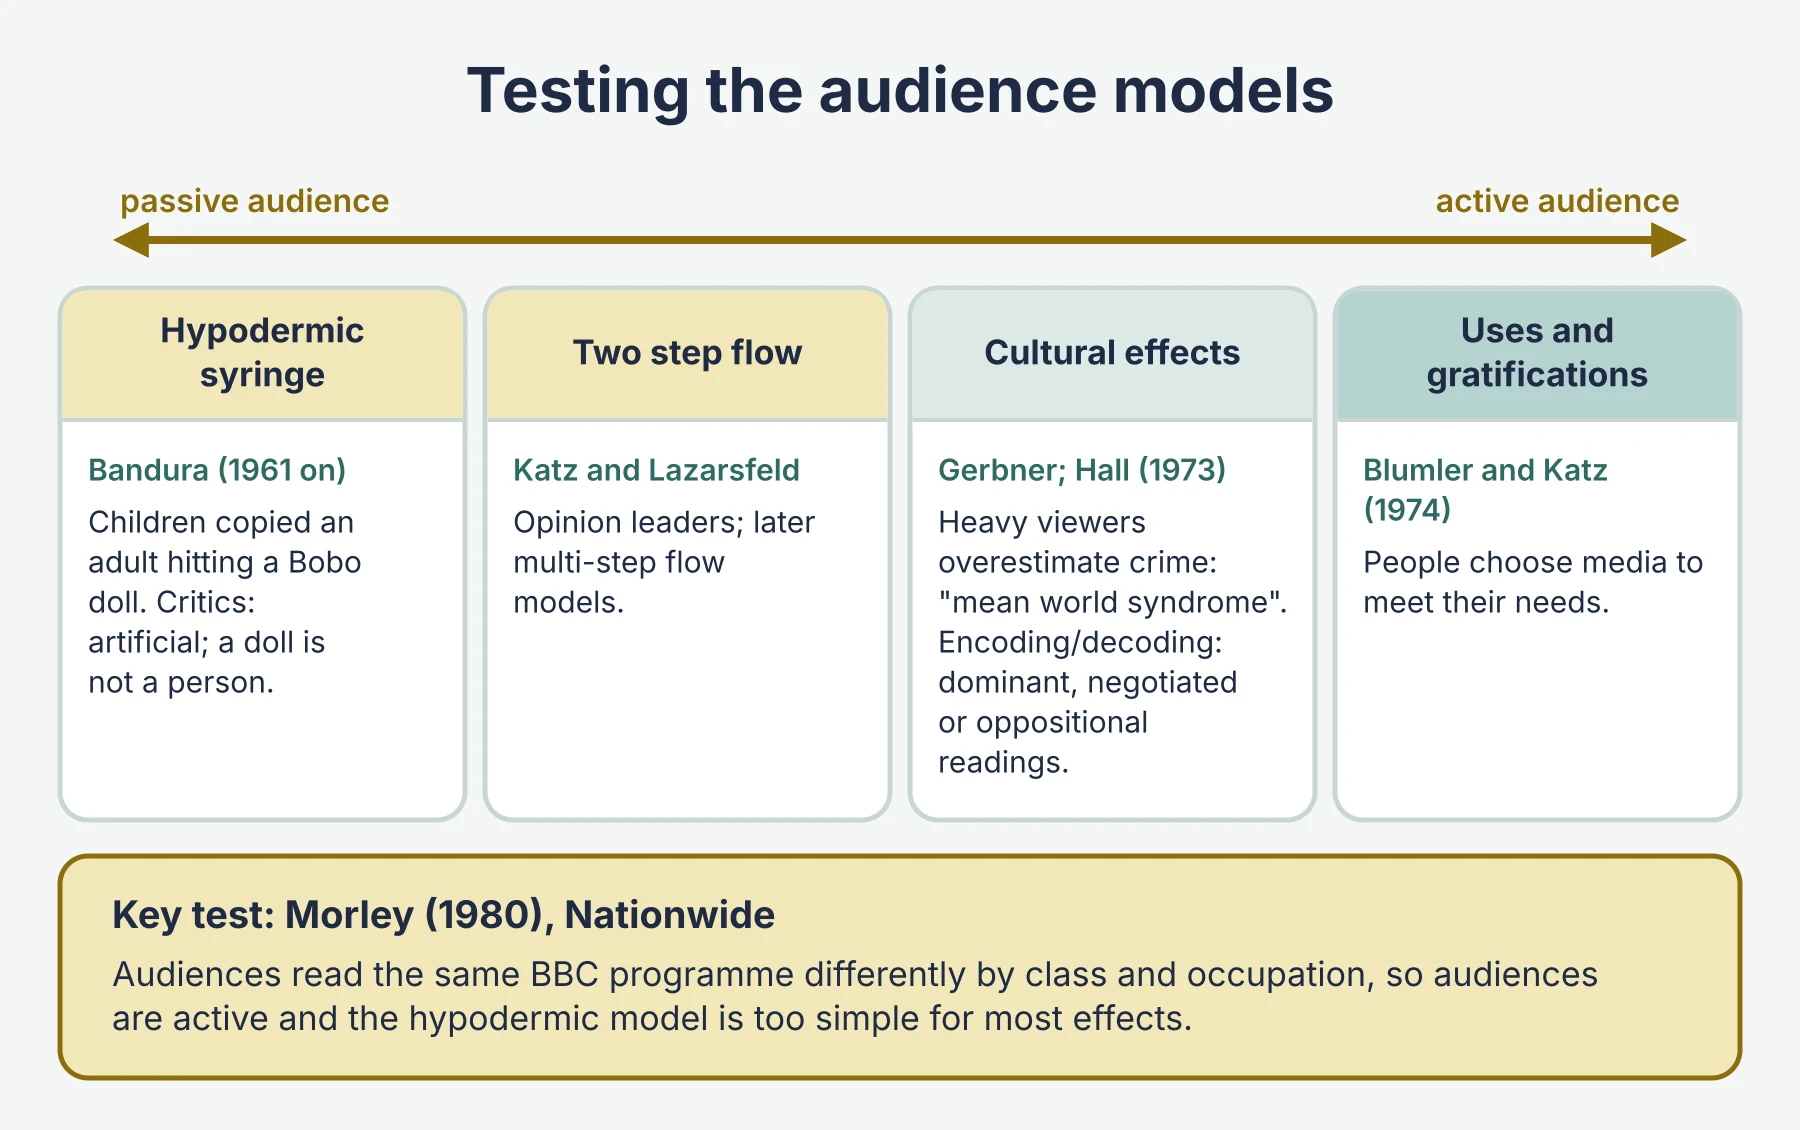 Testing the audience models
passive audience
active audience
Hypodermic
syringe
Bandura (1961 on)
Children copied an
adult hitting a Bobo
doll. Critics:
artificial; a doll is
not a person.
Two step flow
Katz and Lazarsfeld
Opinion leaders; later
multi-step flow
models.
Cultural effects
Gerbner; Hall (1973)
Heavy viewers
overestimate crime:
"mean world syndrome".
Encoding/decoding:
dominant, negotiated
or oppositional
readings.
Uses and
gratifications
Blumler and Katz
(1974)
People choose media to
meet their needs.
Key test: Morley (1980), Nationwide
Audiences read the same BBC programme differently by class and occupation, so audiences
are active and the hypodermic model is too simple for most effects.